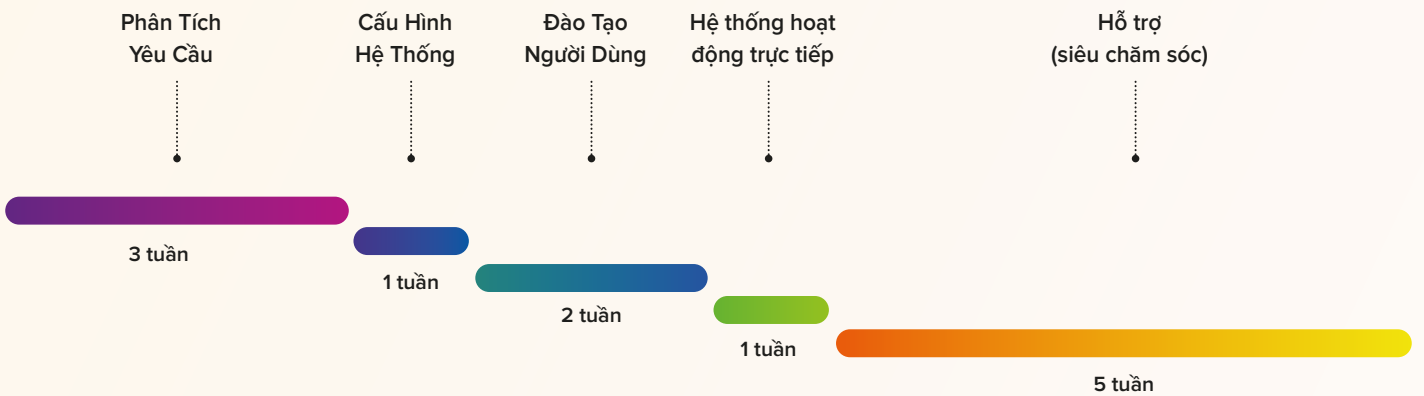 Phân Tích
Yêu Cầu
Cấu Hình
Hệ Thống
Đào Tạo
Người Dùng
Hệ thống hoạt
động trực tiếp
Hỗ trợ
(siêu chăm sóc)
3 tuần
1 tuần
2 tuần
1 tuần
5 tuần